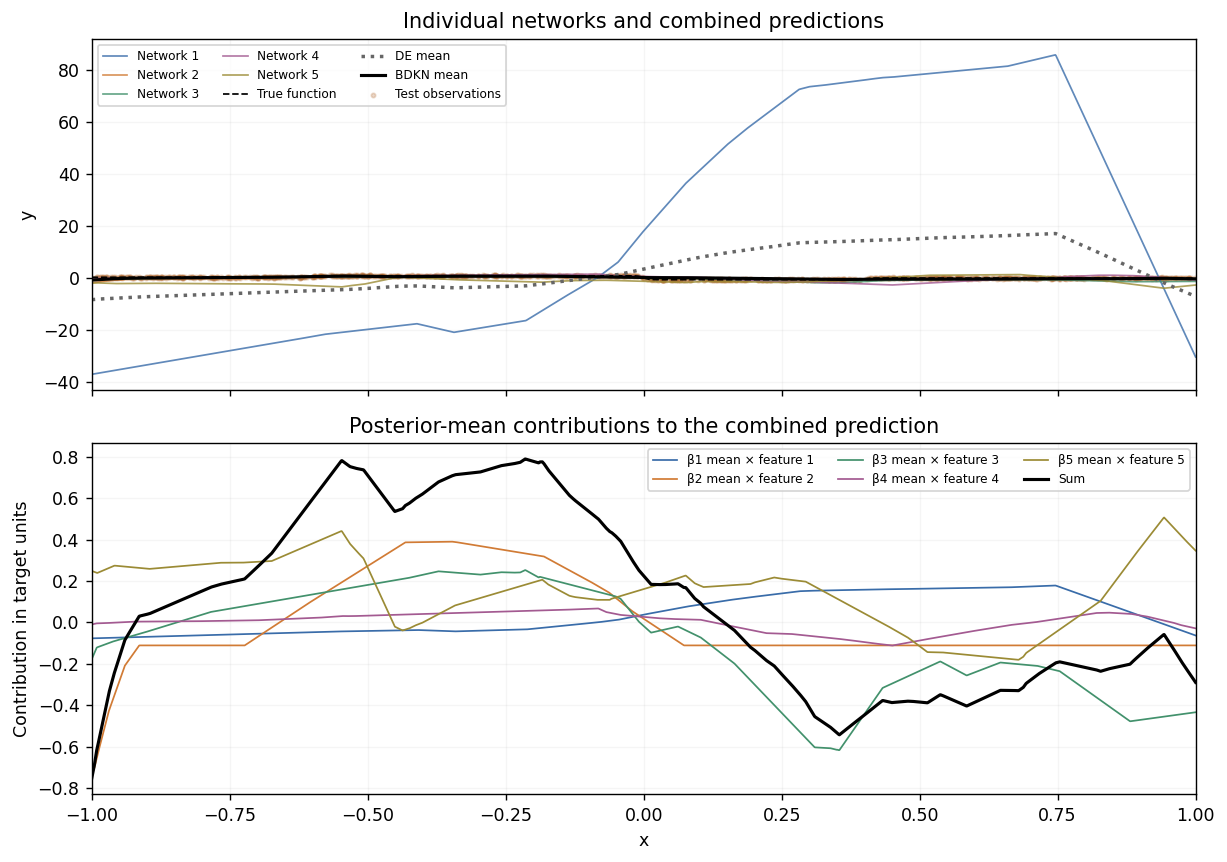 Individual networks and combined predictions
Network 1 Network 4 DE mean
Network 2 Network 5 BDKN mean
Network 3 True function Test observations
80
60
40
20
0
−20
−40
y
Posterior-mean contributions to the combined prediction
β1 mean × feature 1 β3 mean × feature 3 β5 mean × feature 5
β2 mean × feature 2 β4 mean × feature 4 Sum
0.8
0.6
0.4
0.2
0.0
−0.2
−0.4
−0.6
−0.8
Contribution in target units
−1.00 −0.75 −0.50 −0.25 0.00 0.25 0.50 0.75 1.00
x